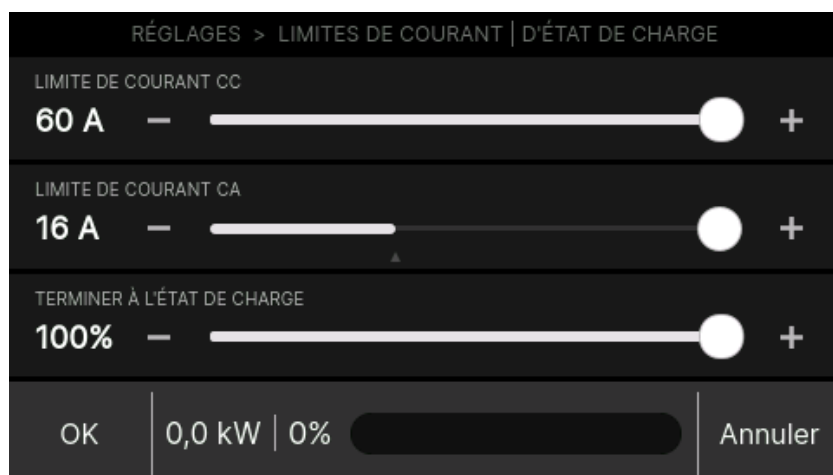 RÉGLAGES > LIMITES DE COURANT | D'ÉTAT DE CHARGE
LIMITE DE COURANT CC
60 A − +
LIMITE DE COURANT CA
16 A − +
TERMINER À L'ÉTAT DE CHARGE
100% − +
OK 0,0 kW | 0% Annuler